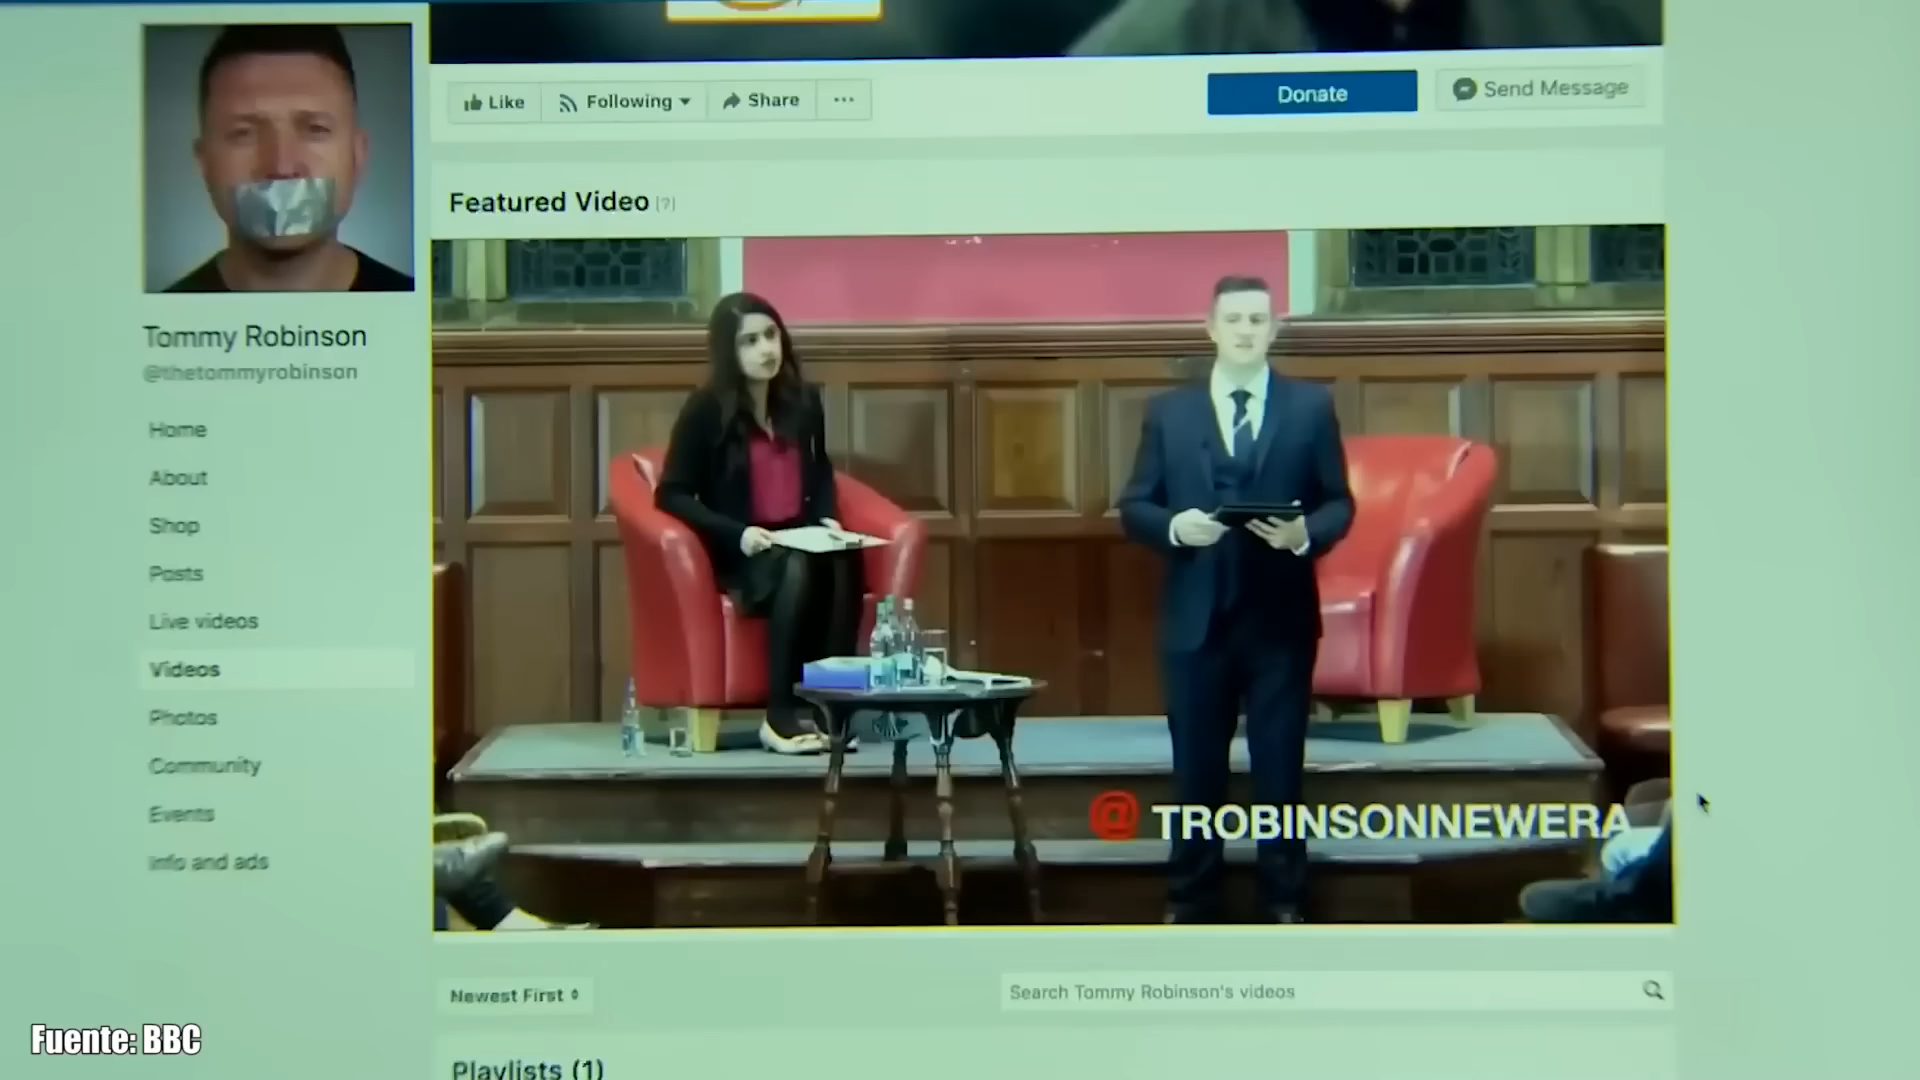 Like
Following
Share
Donate
Send Message
Featured Video [?]
Tommy Robinson
@thetommyrobinson
Home
About
Shop
Posts
Live videos
Videos
Photos
Community
Events
Info and ads
@ TROBINSONNEWERA
Newest First
Search Tommy Robinson's videos
Playlists (1)
Fuente: BBC